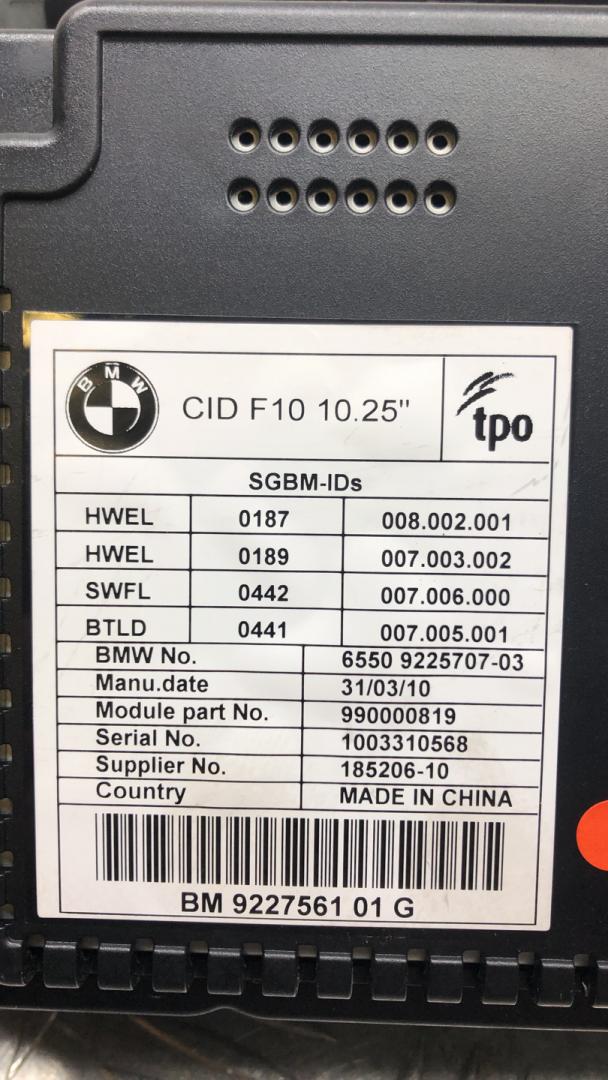 BMW
CID F10 10.25"
tpo
SGBM-IDs
HWEL 0187 008.002.001
HWEL 0189 007.003.002
SWFL 0442 007.006.000
BTLD 0441 007.005.001
BMW No. 6550 9225707-03
Manu.date 31/03/10
Module part No. 990000819
Serial No. 1003310568
Supplier No. 185206-10
Country MADE IN CHINA
BM 9227561 01 G